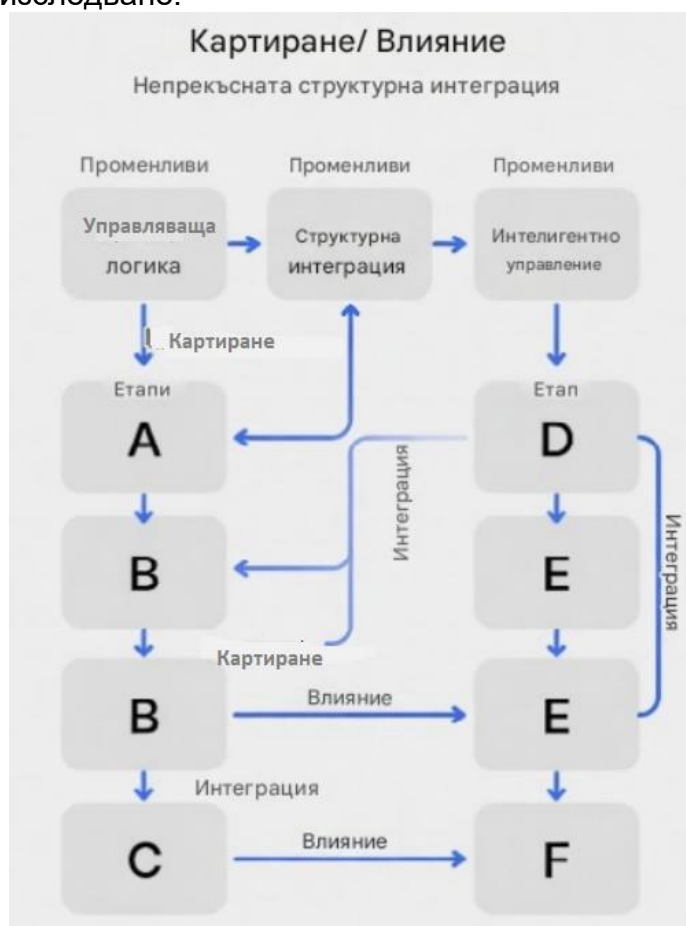 Картиране/ Влияние
Непрекъсната структурна интеграция
Променливи
Променливи
Променливи
Управляваща
логика
Структурна
интеграция
Интелигентно
управление
Картиране
Етапи
A
Етап
D
Интеграция
B
E
Интеграция
Картиране
B
Влияние
E
Интеграция
C
Влияние
F